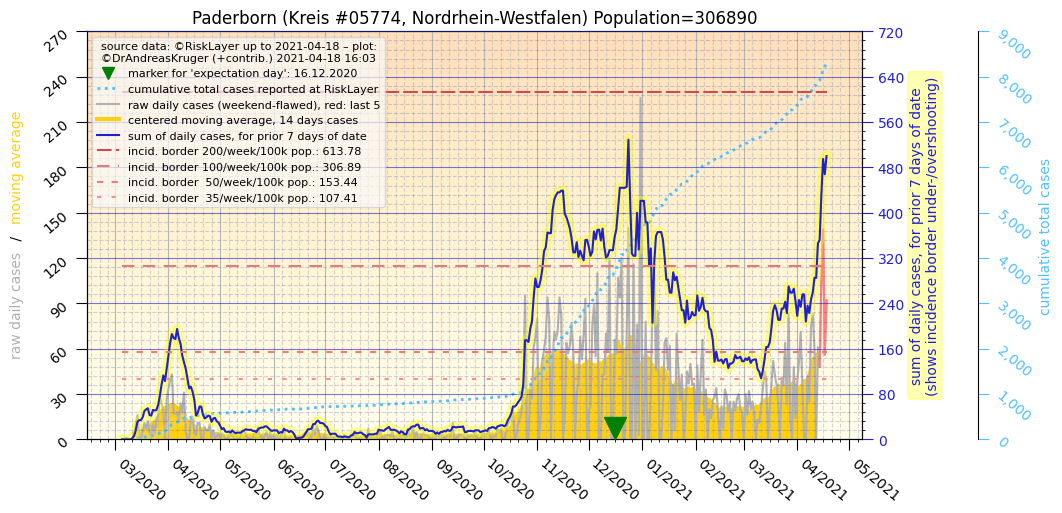 Paderborn (Kreis #05774, Nordrhein-Westfalen) Population=306890
source data: ©RiskLayer up to 2021-04-18 – plot:
©DrAndreasKruger (+contrib.) 2021-04-18 16:03
marker for 'expectation day': 16.12.2020
cumulative total cases reported at RiskLayer
raw daily cases (weekend-flawed), red: last 5
centered moving average, 14 days cases
sum of daily cases, for prior 7 days of date
incid. border 200/week/100k pop.: 613.78
incid. border 100/week/100k pop.: 306.89
incid. border  50/week/100k pop.: 153.44
incid. border  35/week/100k pop.: 107.41
raw daily cases / moving average
270
240
210
180
150
120
90
60
30
0
03/2020
04/2020
05/2020
06/2020
07/2020
08/2020
09/2020
10/2020
11/2020
12/2020
01/2021
02/2021
03/2021
04/2021
05/2021
720
640
560
480
400
320
240
160
80
0
sum of daily cases, for prior 7 days of date
(shows incidence border under-/overshooting)
9,000
8,000
7,000
6,000
5,000
4,000
3,000
2,000
1,000
0
cumulative total cases